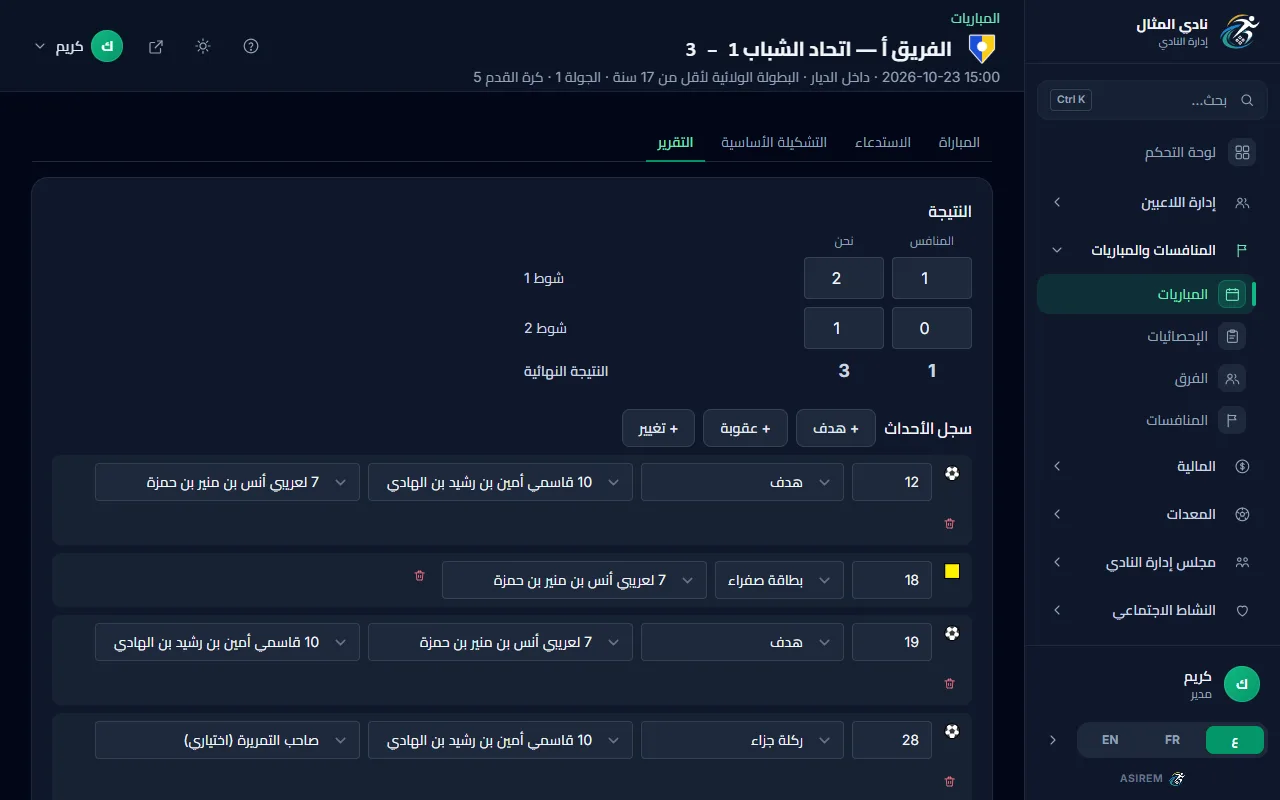 نادي المثال
إدارة النادي
بحث...
Ctrl K
لوحة التحكم
إدارة اللاعبين
المنافسات والمباريات
المباريات
الإحصائيات
الفرق
المنافسات
المالية
المعدات
مجلس إدارة النادي
النشاط الاجتماعي
ك
كريم
مدير
ع
FR
EN
ASIREM
المباريات
الفريق أ — اتحاد الشباب 1 – 3
15:00 2026-10-23 · داخل الديار · البطولة الولائية لأقل من 17 سنة · الجولة 1 · كرة القدم 5
ك
كريم
المباراة
الاستدعاء
التشكيلة الأساسية
التقرير
النتيجة
المنافس
نحن
1
2
شوط 1
0
1
شوط 2
1
3
النتيجة النهائية
سجل الأحداث
+ هدف
+ عقوبة
+ تغيير
12
هدف
10 قاسمي أمين بن رشيد بن الهادي
7 لعريبي أنس بن منير بن حمزة
18
بطاقة صفراء
7 لعريبي أنس بن منير بن حمزة
19
هدف
7 لعريبي أنس بن منير بن حمزة
10 قاسمي أمين بن رشيد بن الهادي
28
ركلة جزاء
10 قاسمي أمين بن رشيد بن الهادي
صاحب التمريرة (اختياري)